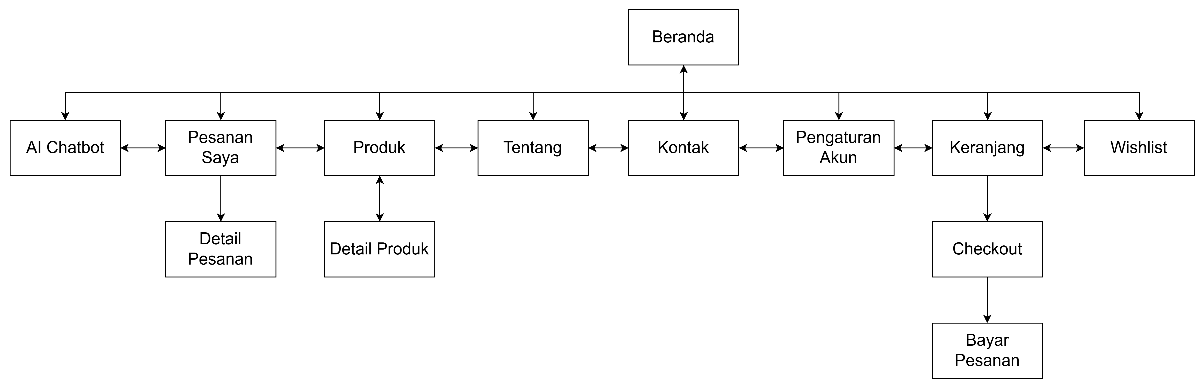 Beranda
AI Chatbot
Pesanan
Saya
Produk
Tentang
Kontak
Pengaturan
Akun
Keranjang
Wishlist
Detail
Pesanan
Detail Produk
Checkout
Bayar
Pesanan